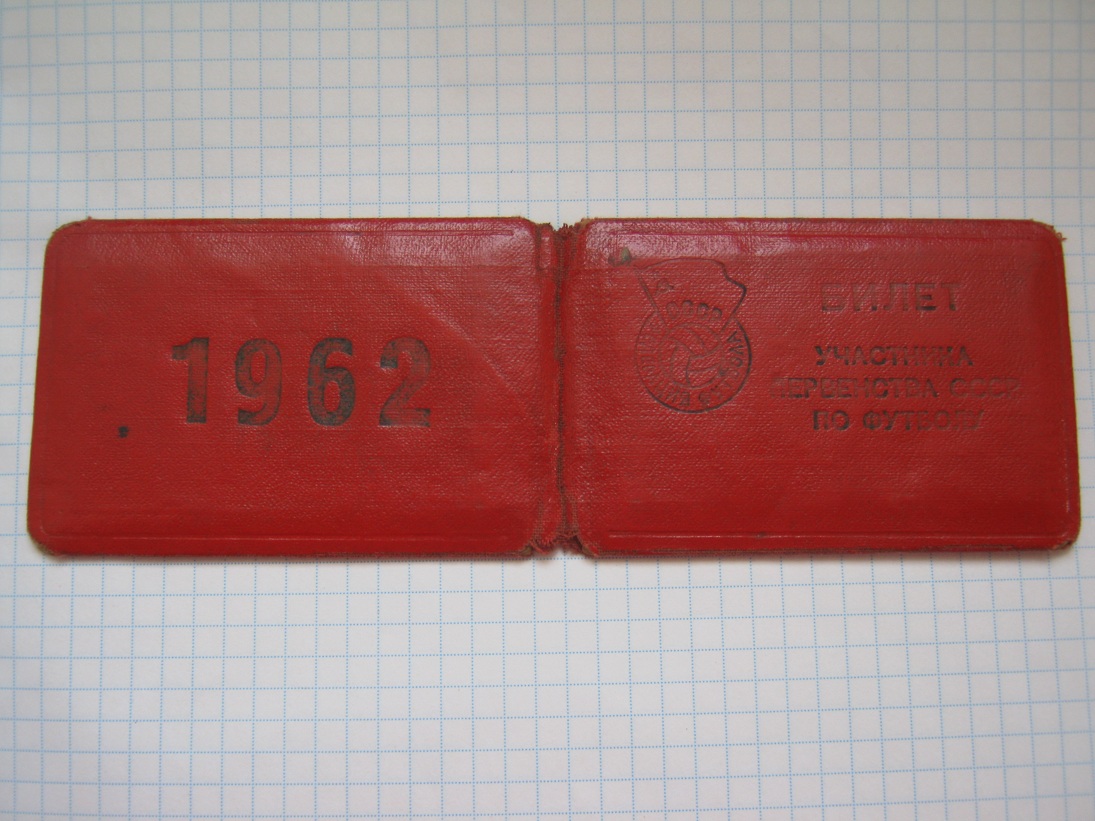 1962
БИЛЕТ
УЧАСТНИКА
ПЕРВЕНСТВА СССР
ПО ФУТБОЛУ